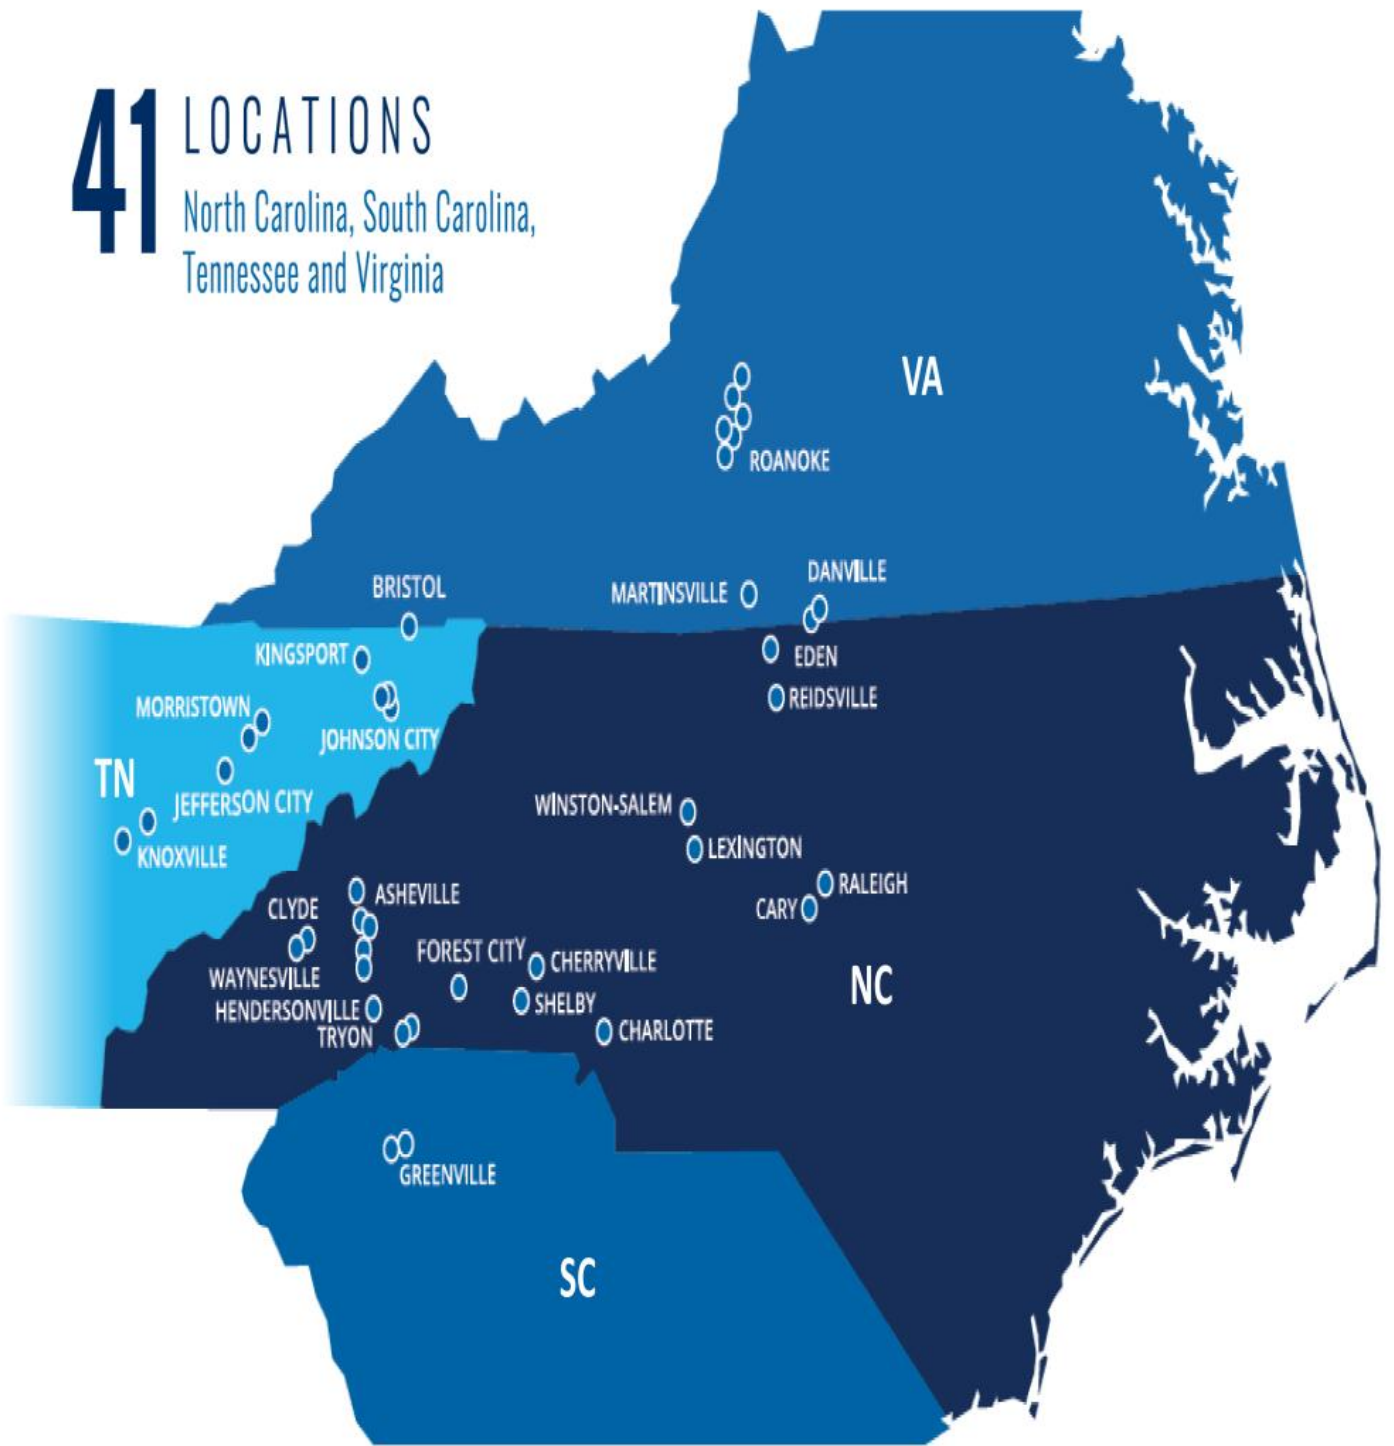 41 LOCATIONS
North Carolina, South Carolina,
Tennessee and Virginia
VA
ROANOKE
DANVILLE
BRISTOL
MARTINSVILLE
KINGSPORT
EDEN
REIDSVILLE
MORRISTOWN
JOHNSON CITY
TN
JEFFERSON CITY
WINSTON-SALEM
LEXINGTON
KNOXVILLE
RALEIGH
ASHEVILLE
CLYDE
CARY
FOREST CITY
CHERRYVILLE
WAYNESVILLE
NC
HENDERSONVILLE
SHELBY
TRYON
CHARLOTTE
GREENVILLE
SC